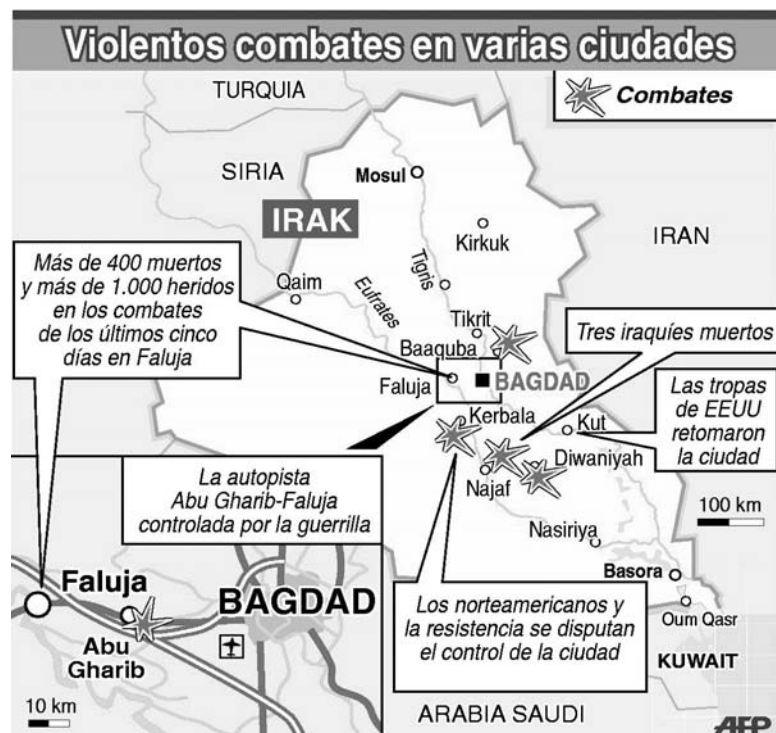 Violentos combates en varias ciudades
Combates
TURQUIA
SIRIA
Mosul
IRAK
Kirkuk
IRAN
Más de 400 muertos
y más de 1.000 heridos
en los combates
de los últimos cinco
días en Faluja
Qaim
Eufrates
Tigris
Tikrit
Baaquba
Tres iraquíes muertos
Faluja
BAGDAD
Las tropas
de EEUU
retomaron
la ciudad
Kerbala
Kut
Diwaniyah
Najaf
La autopista
Abu Gharib-Faluja
controlada por la guerrilla
100 km
Nasiriya
Basora
Oum Qasr
Faluja
BAGDAD
Abu
Gharib
Los norteamericanos y
la resistencia se disputan
el control de la ciudad
KUWAIT
10 km
ARABIA SAUDI
AFP